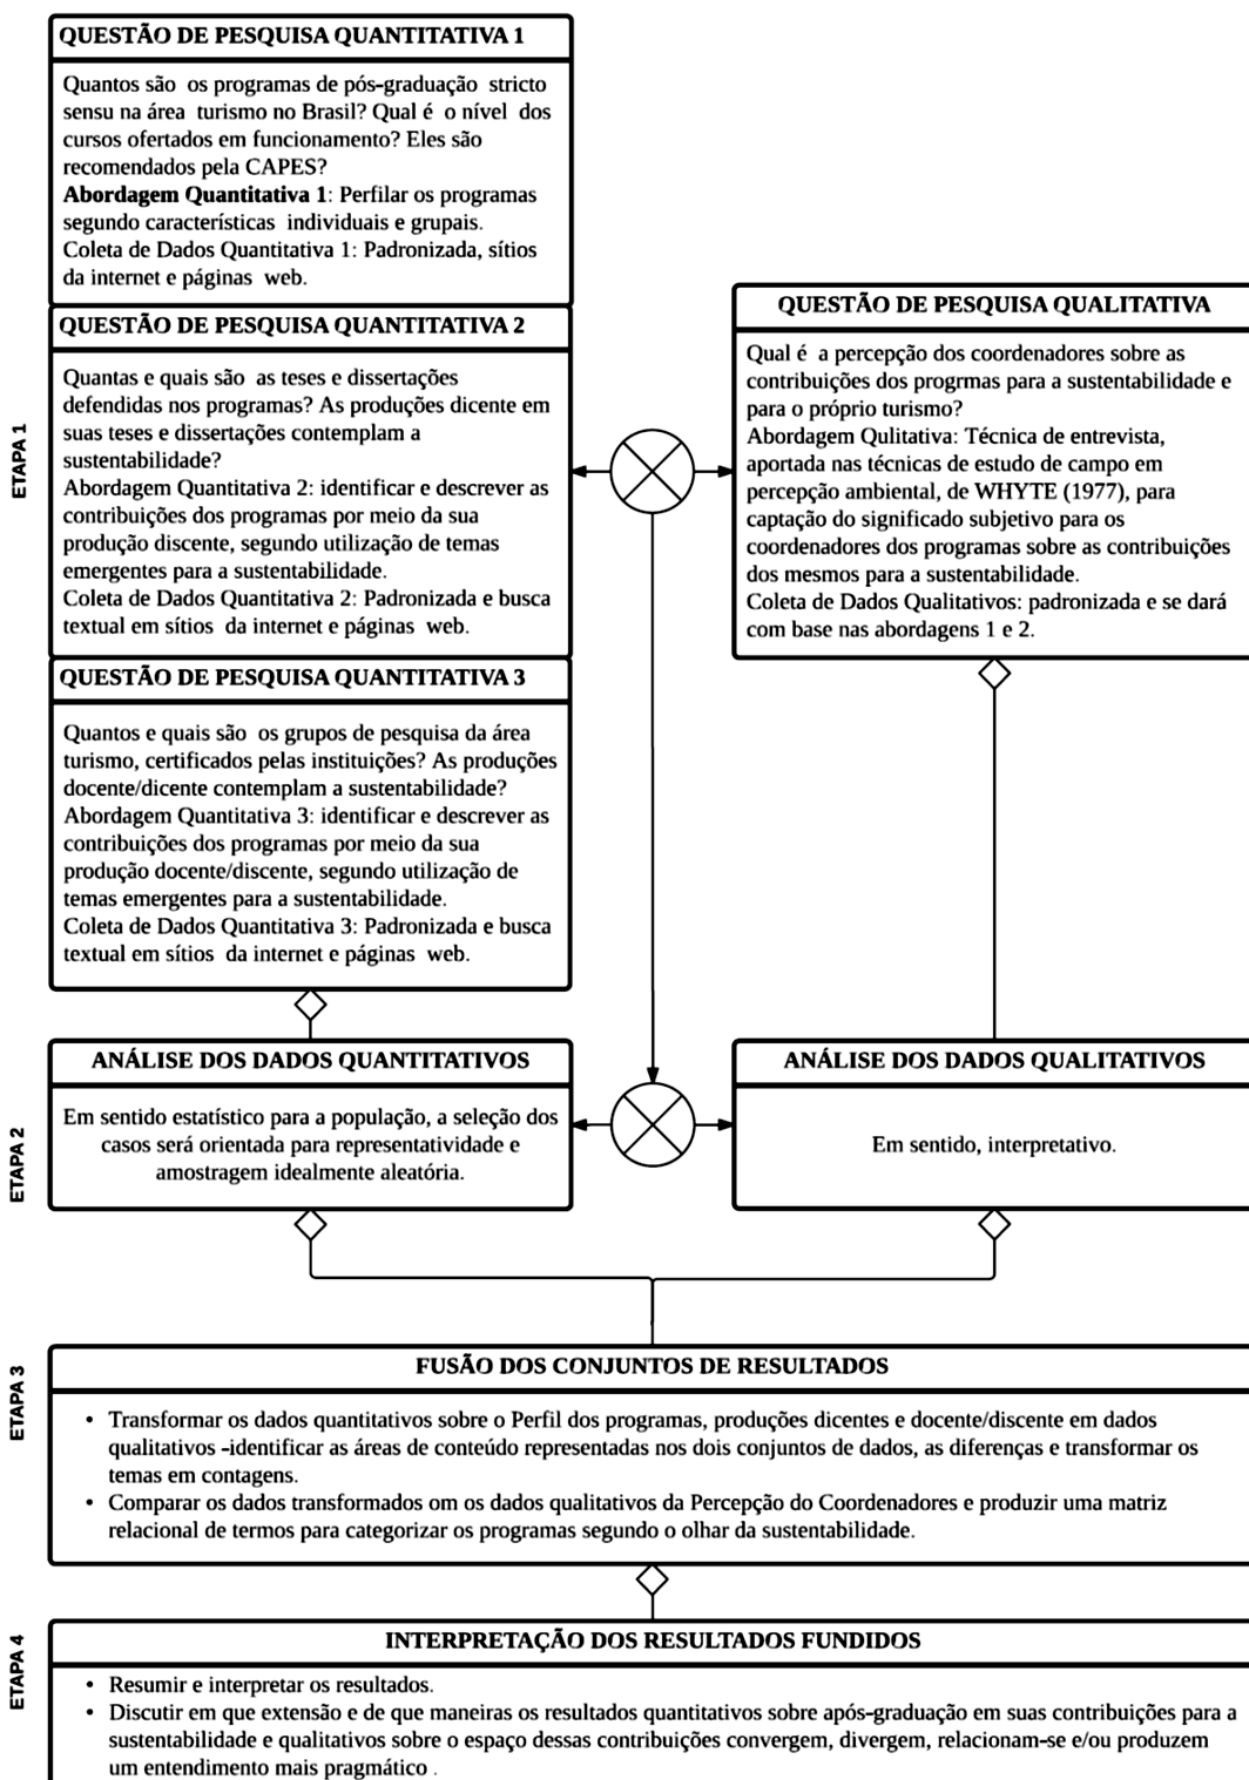 ETAPA 1
QUESTÃO DE PESQUISA QUANTITATIVA 1
Quantos são os programas de pós-graduação stricto
sensu na área turismo no Brasil? Qual é o nível dos
cursos ofertados em funcionamento? Eles são
recomendados pela CAPES?
Abordagem Quantitativa 1: Perfilar os programas
segundo características individuais e grupais.
Coleta de Dados Quantitativa 1: Padronizada, sítios
da internet e páginas web.
QUESTÃO DE PESQUISA QUANTITATIVA 2
Quantas e quais são as teses e dissertações
defendidas nos programas? As produções dicente em
suas teses e dissertações contemplam a
sustentabilidade?
Abordagem Quantitativa 2: identificar e descrever as
contribuições dos programas por meio da sua
produção discente, segundo utilização de temas
emergentes para a sustentabilidade.
Coleta de Dados Quantitativa 2: Padronizada e busca
textual em sítios da internet e páginas web.
QUESTÃO DE PESQUISA QUANTITATIVA 3
Quantos e quais são os grupos de pesquisa da área
turismo, certificados pelas instituições? As produções
docente/dicente contemplam a sustentabilidade?
Abordagem Quantitativa 3: identificar e descrever as
contribuições dos programas por meio da sua
produção docente/discente, segundo utilização de
temas emergentes para a sustentabilidade.
Coleta de Dados Quantitativa 3: Padronizada e busca
textual em sítios da internet e páginas web.
QUESTÃO DE PESQUISA QUALITATIVA
Qual é a percepção dos coordenadores sobre as
contribuições dos progrmas para a sustentabilidade e
para o próprio turismo?
Abordagem Qulitativa: Técnica de entrevista,
aportada nas técnicas de estudo de campo em
percepção ambiental, de WHYTE (1977), para
captação do significado subjetivo para os
coordenadores dos programas sobre as contribuições
dos mesmos para a sustentabilidade.
Coleta de Dados Qualitativos: padronizada e se dará
com base nas abordagens 1 e 2.
ETAPA 2
ANÁLISE DOS DADOS QUANTITATIVOS
Em sentido estatístico para a população, a seleção dos
casos será orientada para representatividade e
amostragem idealmente aleatória.
ANÁLISE DOS DADOS QUALITATIVOS
Em sentido, interpretativo.
ETAPA 3
FUSÃO DOS CONJUNTOS DE RESULTADOS
• Transformar os dados quantitativos sobre o Perfil dos programas, produções dicentes e docente/discente em dados
qualitativos -identificar as áreas de conteúdo representadas nos dois conjuntos de dados, as diferenças e transformar os
temas em contagens.
• Comparar os dados transformados om os dados qualitativos da Percepção do Coordenadores e produzir uma matriz
relacional de termos para categorizar os programas segundo o olhar da sustentabilidade.
ETAPA 4
INTERPRETAÇÃO DOS RESULTADOS FUNDIDOS
• Resumir e interpretar os resultados.
• Discutir em que extensão e de que maneiras os resultados quantitivos sobre após-graduação em suas contribuições para a
sustentabilidade e qualitativos sobre o espaço dessas contribuições convergem, divergem, relacionam-se e/ou produzem
um entendimento mais pragmático .